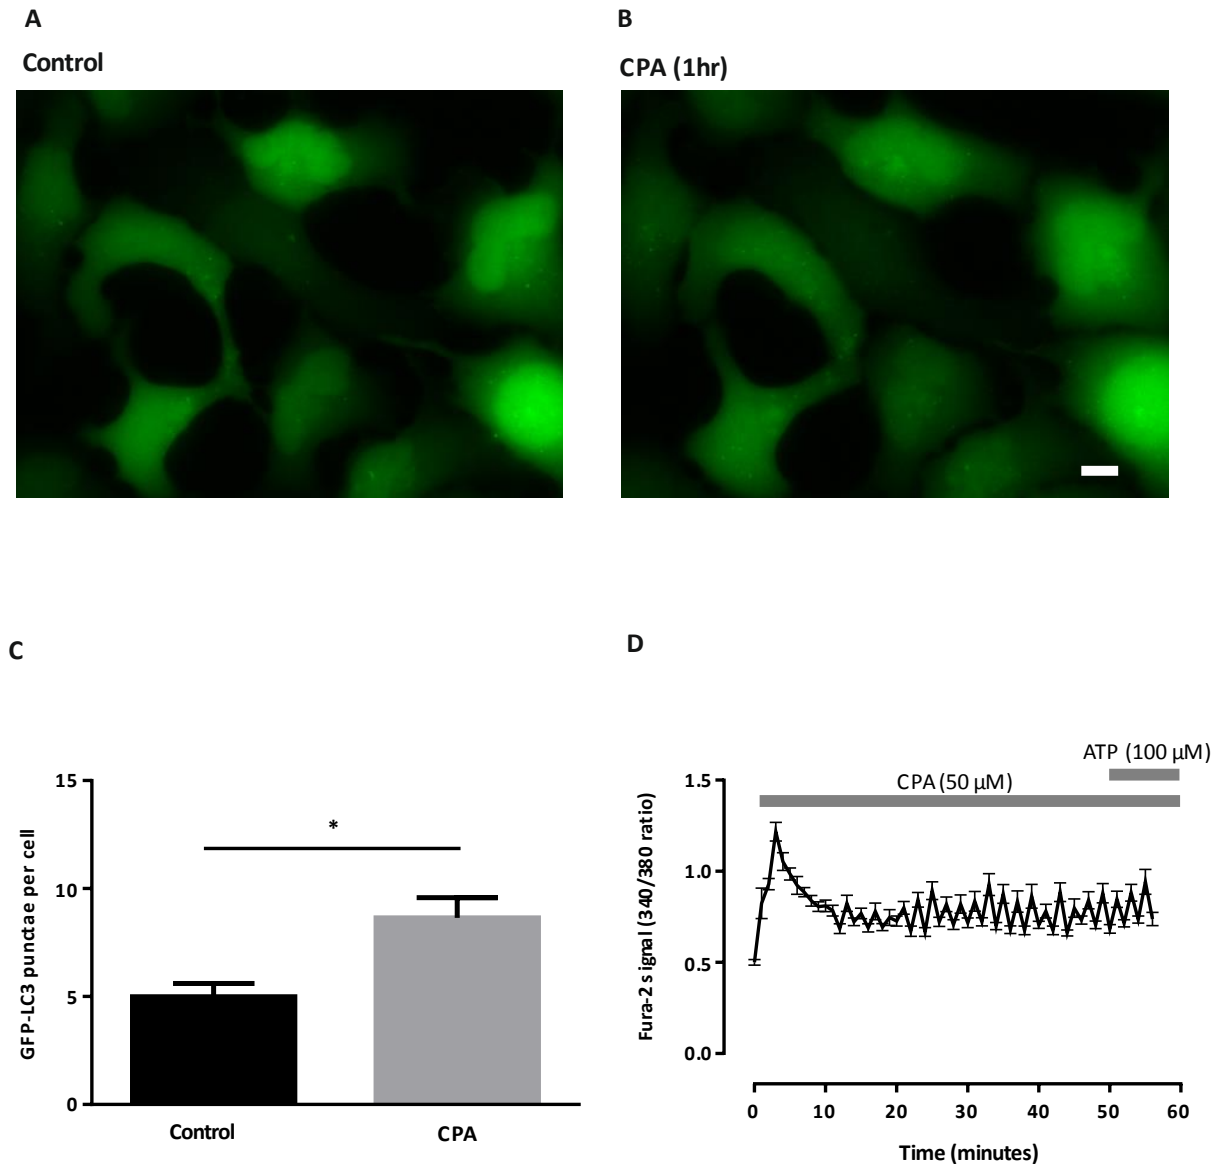 A
B
Control
CPA (1hr)
C
D
GFP-LC3 punctae per cell
15
10
5
0
*
Control
CPA
ATP (100 µM)
CPA (50 µM)
Fura-2 signal (340/380 ratio)
1.5
1.0
0.5
0.0
0 10 20 30 40 50 60
Time (minutes)